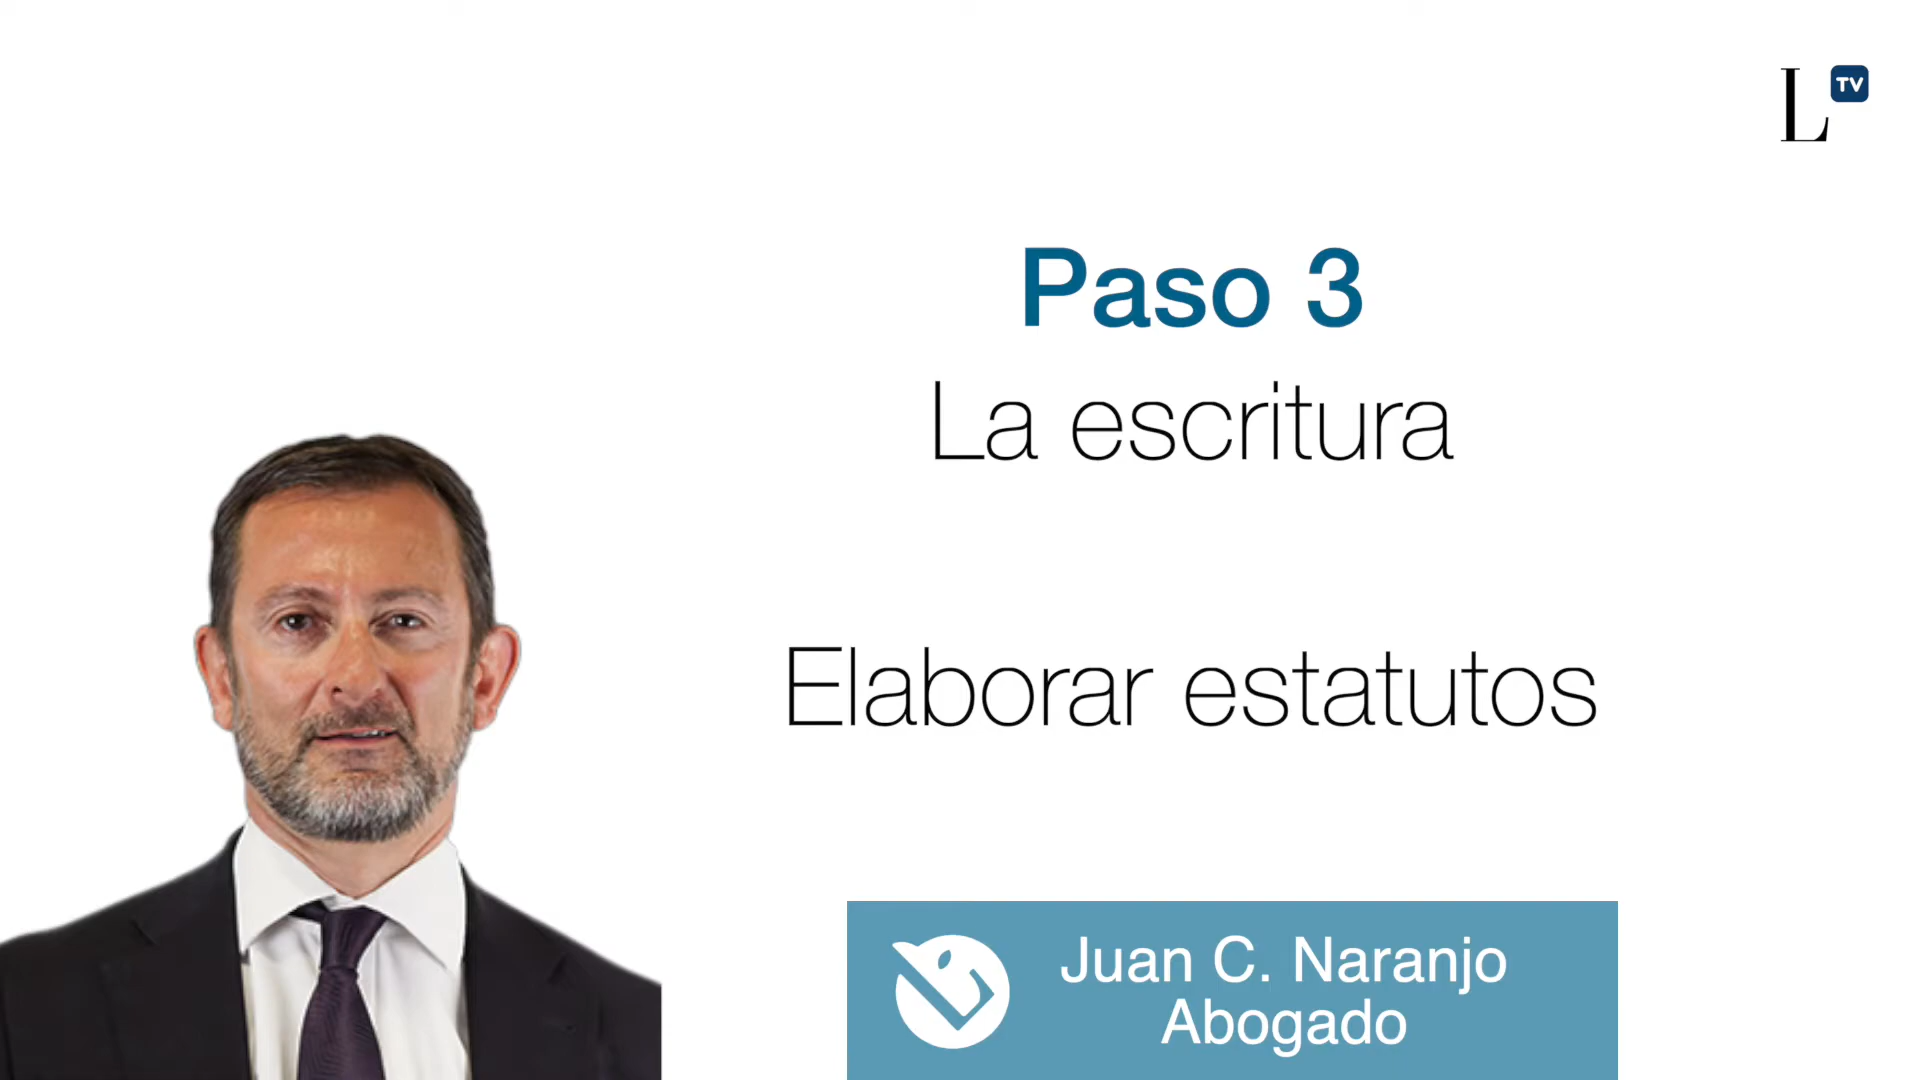 L TV
Paso 3
La escritura
Elaborar estatutos
Juan C. Naranjo
Abogado